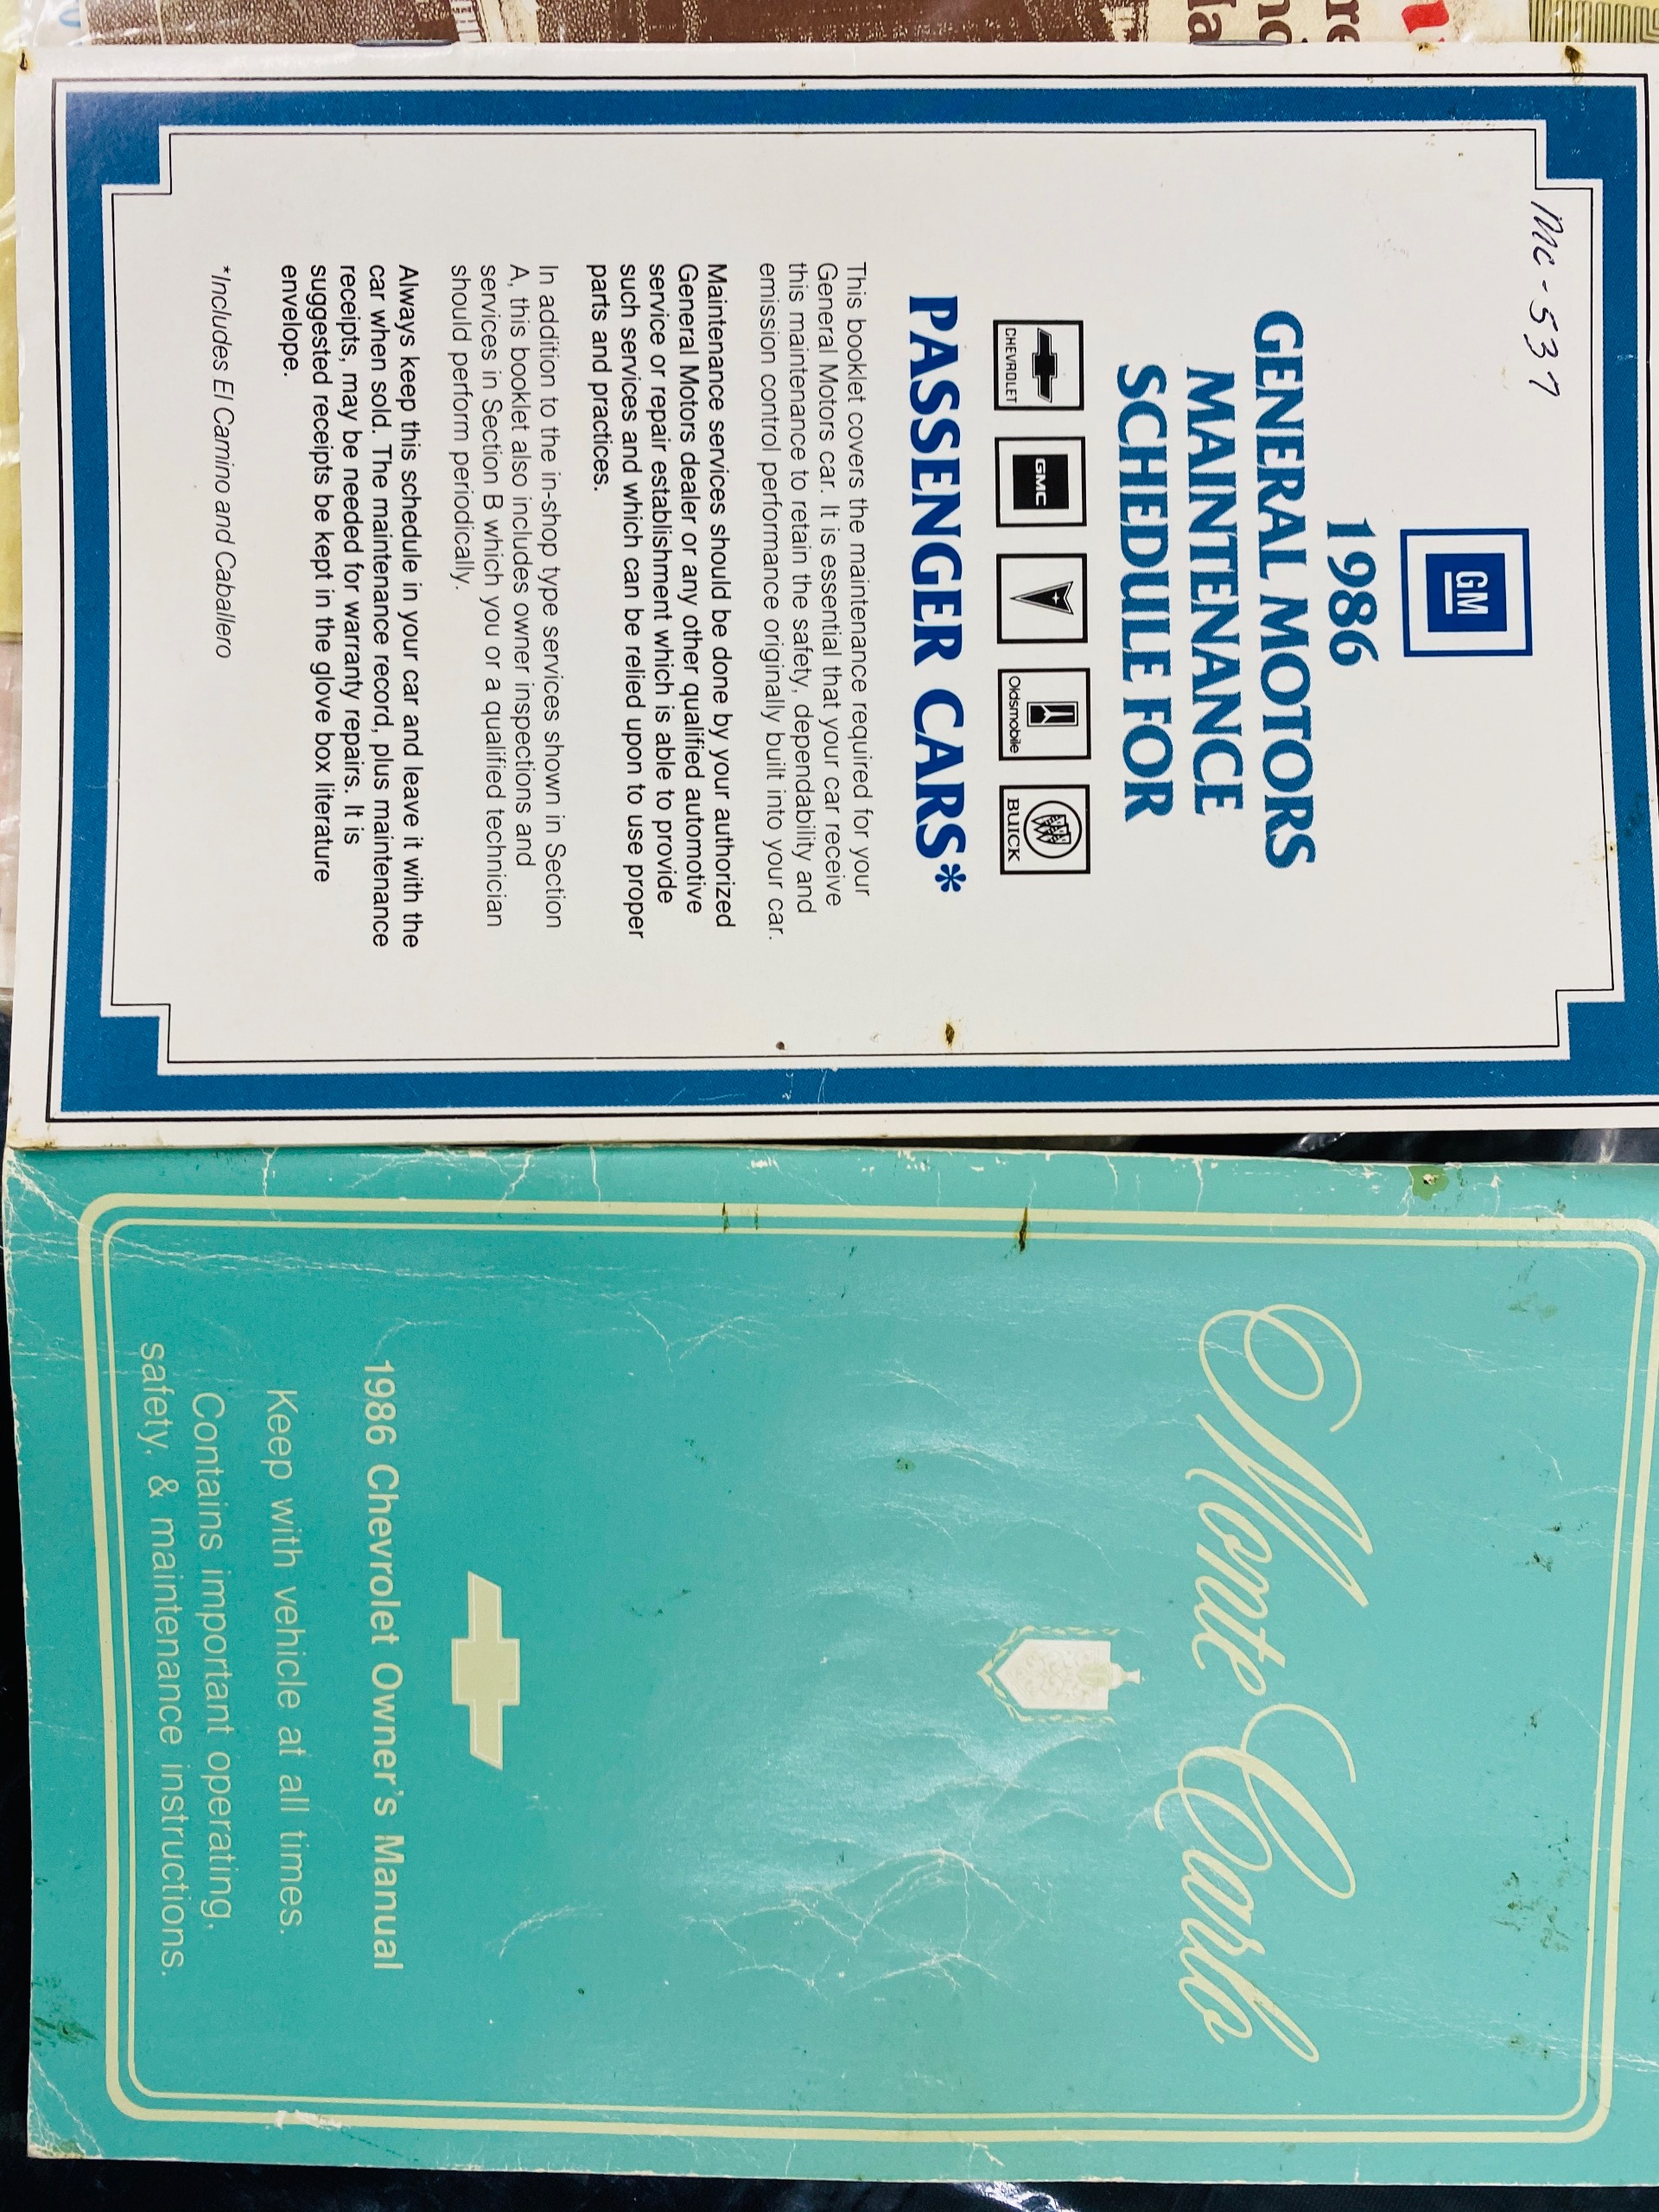 mc-537
GM
1986
GENERAL MOTORS
MAINTENANCE
SCHEDULE FOR
CHEVROLET
GMC
Oldsmobile
BUICK
PASSENGER CARS*
This booklet covers the maintenance required for your
General Motors car. It is essential that your car receive
this maintenance to retain the safety, dependability and
emission control performance originally built into your car.
Maintenance services should be done by your authorized
General Motors dealer or any other qualified automotive
service or repair establishment which is able to provide
such services and which can be relied upon to use proper
parts and practices.
In addition to the in-shop type services shown in Section
A, this booklet also includes owner inspections and
services in Section B which you or a qualified technician
should perform periodically.
Always keep this schedule in your car and leave it with the
car when sold. The maintenance record, plus maintenance
receipts, may be needed for warranty repairs. It is
suggested receipts be kept in the glove box literature
envelope.
*Includes El Camino and Caballero
Monte Carlo
1986 Chevrolet Owner's Manual
Keep with vehicle at all times.
Contains important operating,
safety, & maintenance instructions.